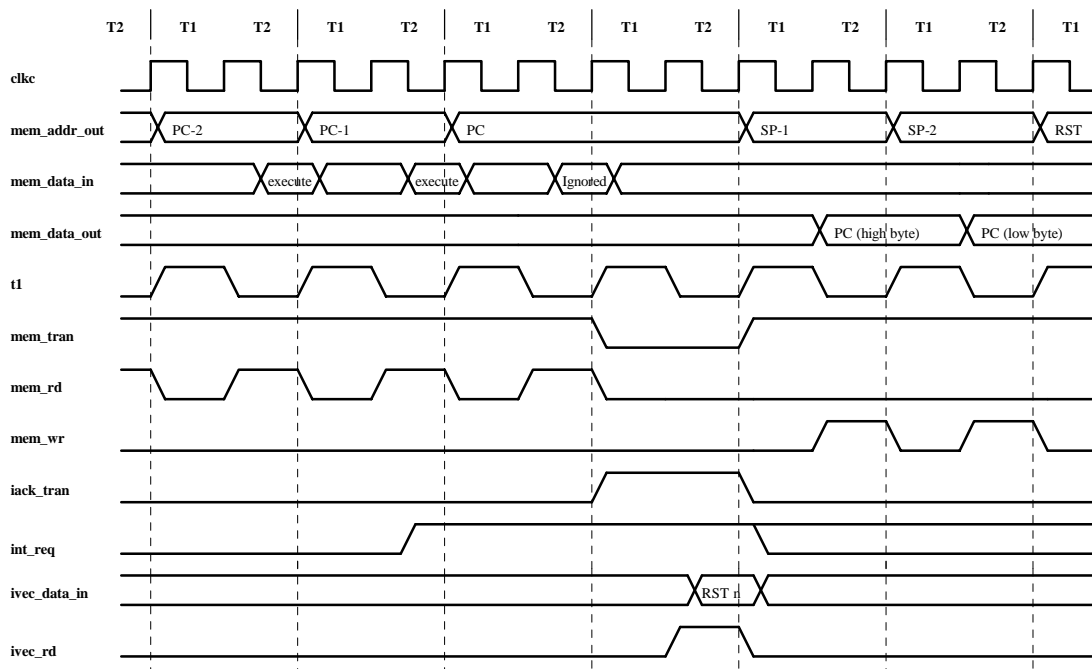 T2 T1 T2 T1 T2 T1 T2 T1 T2 T1 T2 T1 T2 T1
clkc
mem_addr_out PC-2 PC-1 PC SP-1 SP-2 RST
mem_data_in execute execute Ignored
mem_data_out PC (high byte) PC (low byte)
t1
mem_tran
mem_rd
mem_wr
iack_tran
int_req
ivec_data_in RST n
ivec_rd